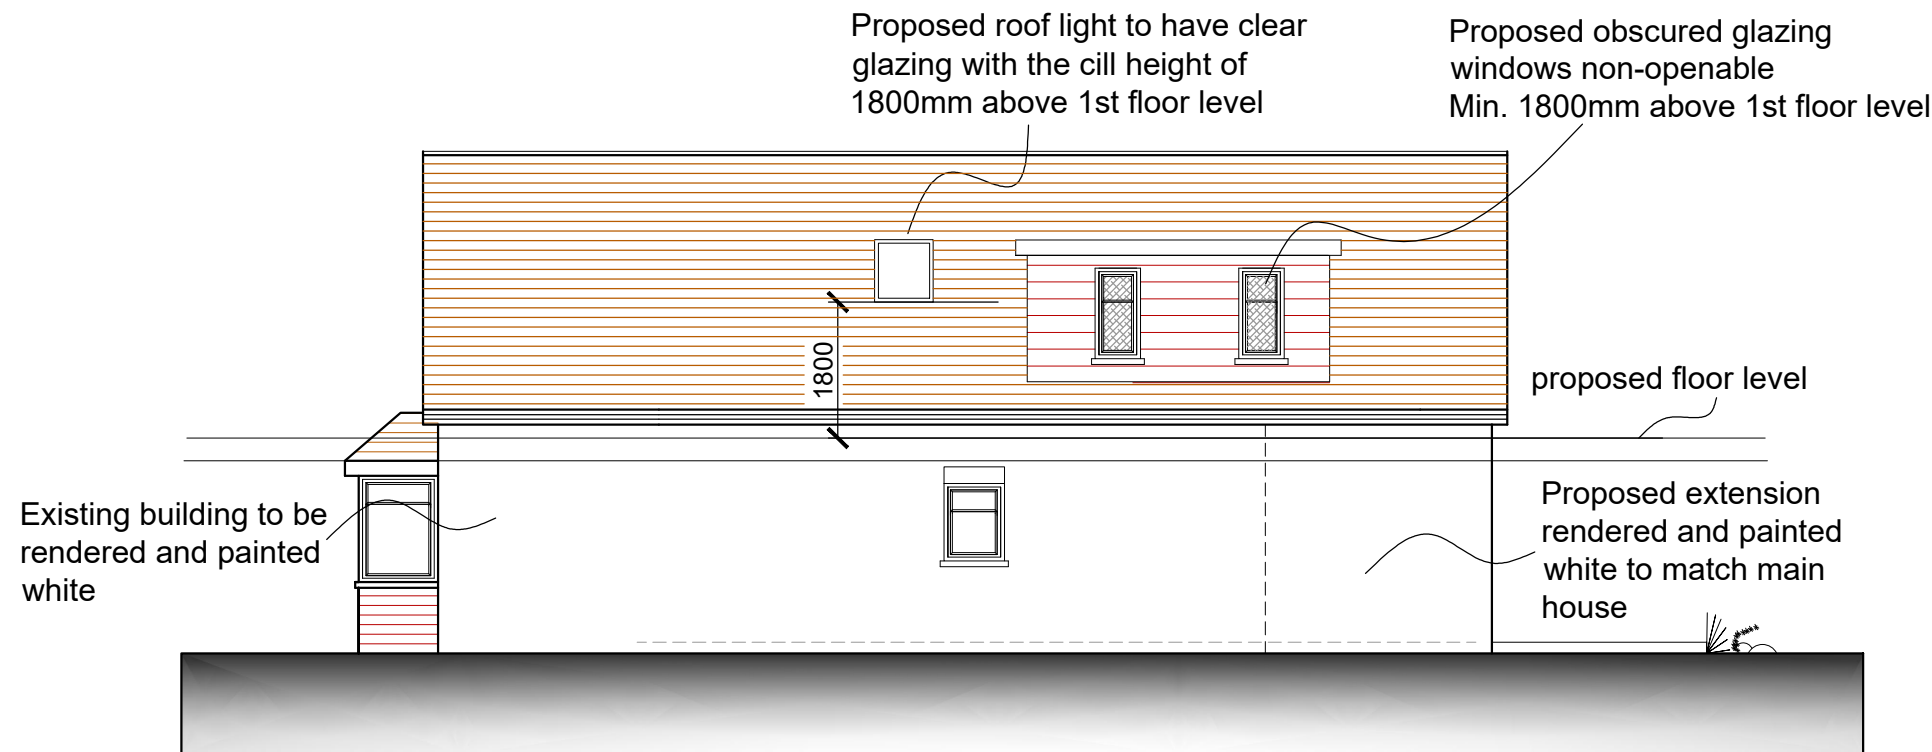 Proposed roof light to have clear
glazing with the cill height of
1800mm above 1st floor level
Proposed obscured glazing
windows non-openable
Min. 1800mm above 1st floor level
1800
proposed floor level
Existing building to be
rendered and painted
white
Proposed extension
rendered and painted
white to match main
house